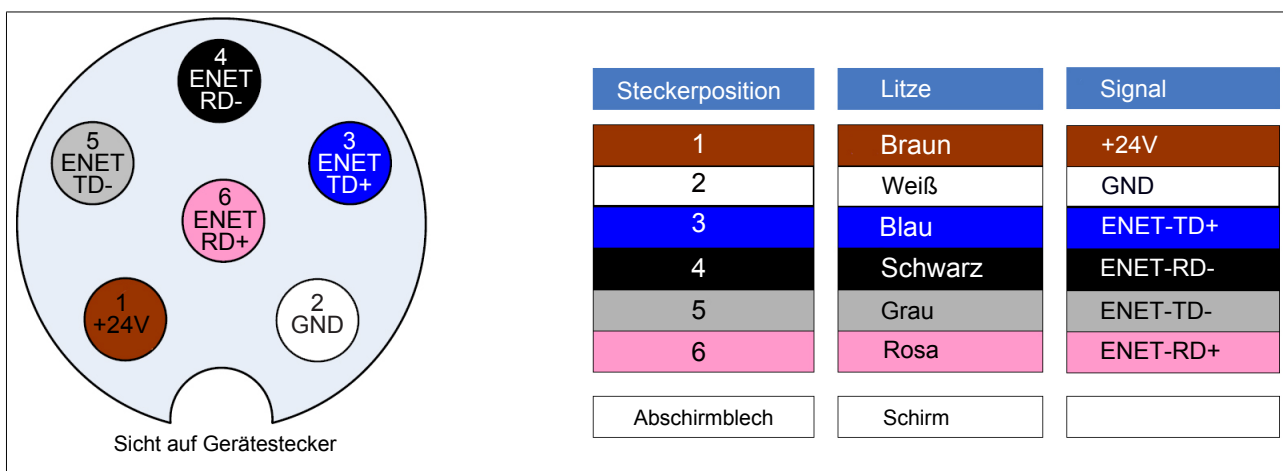 4
ENET
RD-
5
ENET
TD-
3
ENET
TD+
6
ENET
RD+
1
+24V
2
GND
Sicht auf Gerätestecker
Steckerposition Litze Signal
1 Braun +24V
2 Weiß GND
3 Blau ENET-TD+
4 Schwarz ENET-RD-
5 Grau ENET-TD-
6 Rosa ENET-RD+
Abschirmblech Schirm